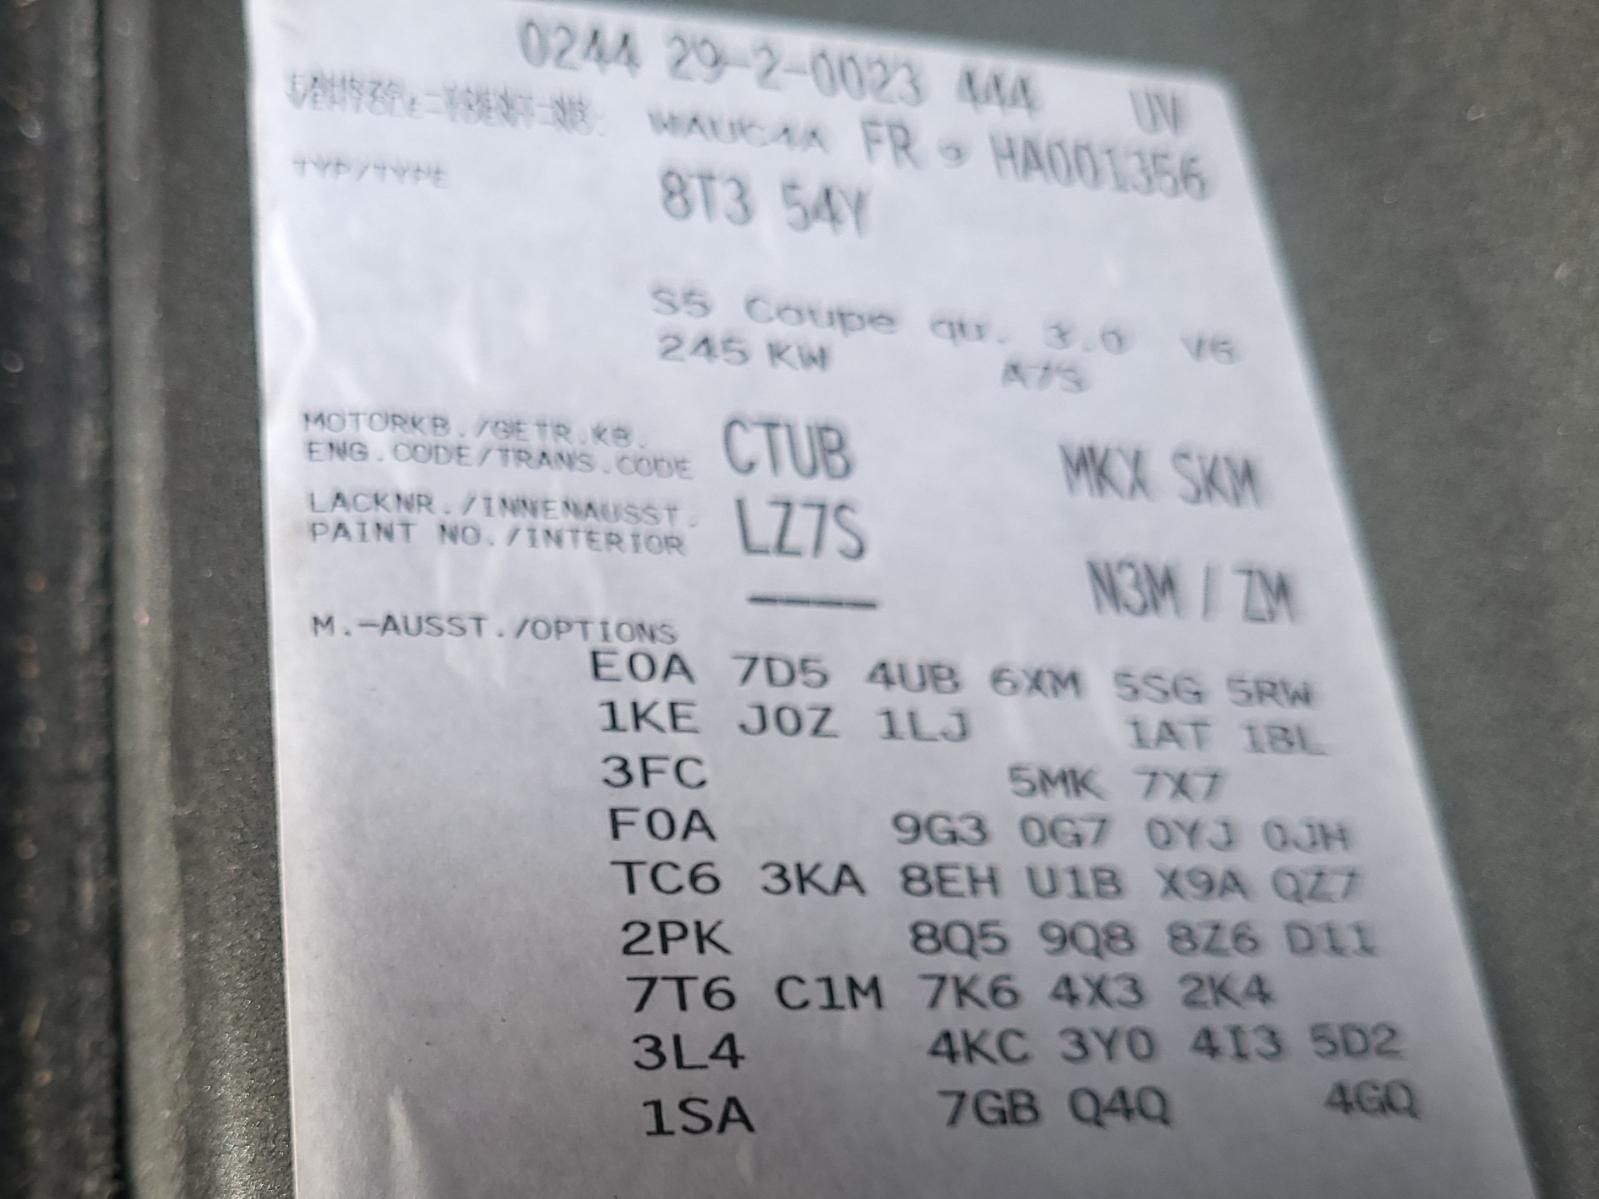 0244 29-2-0023 444 UV
FAHRZG.-IDENT-NR.
VEHICLE-IDENT-NO. FR HA001356
TYP/TYPE 8T3 54Y
S5 Coupe qu. 3.0 V6
245 KW A7S
MOTORKB./GETR.KB.
ENG.CODE/TRANS.CODE CTUB MKX SKM
LACKNR./INNENAUSST.
PAINT NO./INTERIOR LZ7S N3M / ZM
M.-AUSST./OPTIONS
E0A 7D5 4UB 6XM 5SG 5RW
1KE J0Z 1LJ 1AT 1BL
3FC 5MK 7X7
F0A 9G3 0G7 0YJ 0JH
TC6 3KA 8EH U1B X9A QZ7
2PK 8Q5 9Q8 8Z6 D11
7T6 C1M 7K6 4X3 2K4
3L4 4KC 3Y0 4I3 5D2
1SA 7GB Q4Q 4GQ